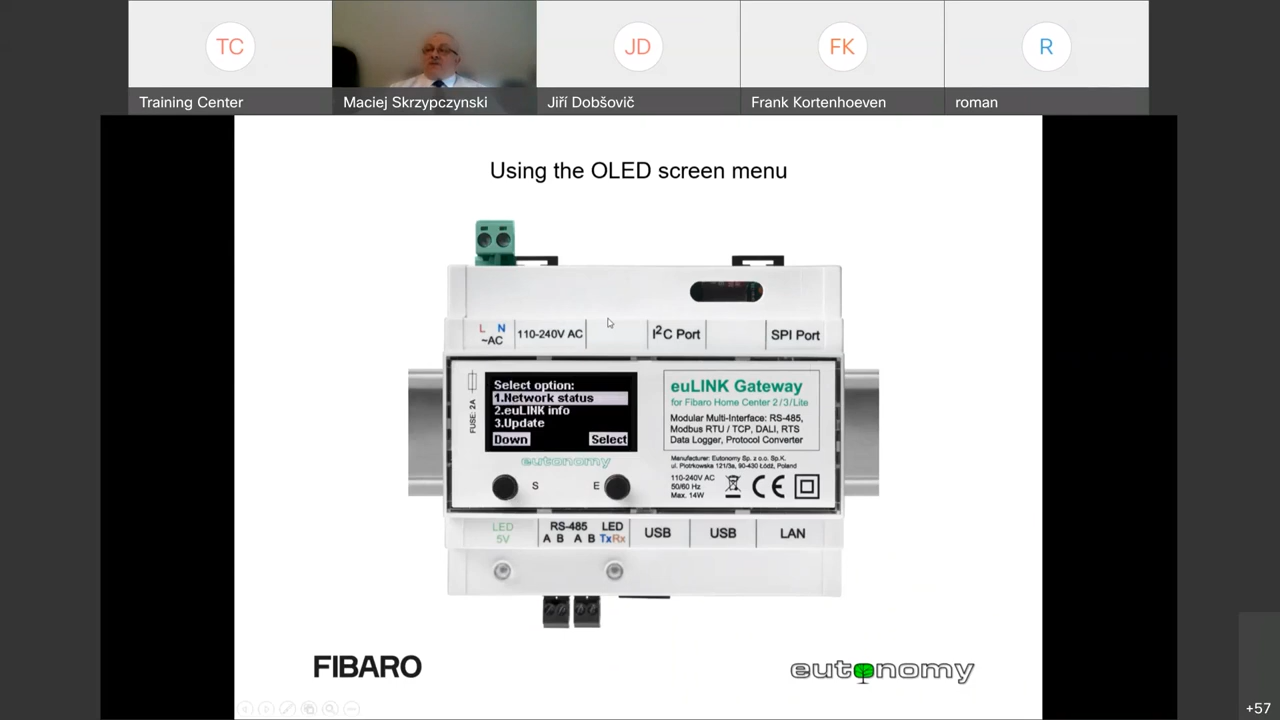 TC
JD
FK
R
Training Center
Maciej Skrzypczynski
Jiří Dobšovič
Frank Kortenhoeven
roman
Using the OLED screen menu
L N
~AC
110-240V AC
I²C Port
SPI Port
FUSE: 2A
Select option:
1.Network status
2.euLINK info
3.Update
Down
Select
eutonomy
S
E
euLINK Gateway
for Fibaro Home Center 2/3/Lite
Modular Multi-Interface: RS-485,
Modbus RTU / TCP, DALI, RTS
Data Logger, Protocol Converter
Manufacturer: Eutonomy Sp. z o.o. Sp.K.
ul. Piotrkowska 121/3a, 90-430 Łódź, Poland
110-240V AC
50/60 Hz
Max. 14W
CE
LED
5V
RS-485
A B A B
LED
TxRx
USB
USB
LAN
FIBARO
eutonomy
+57